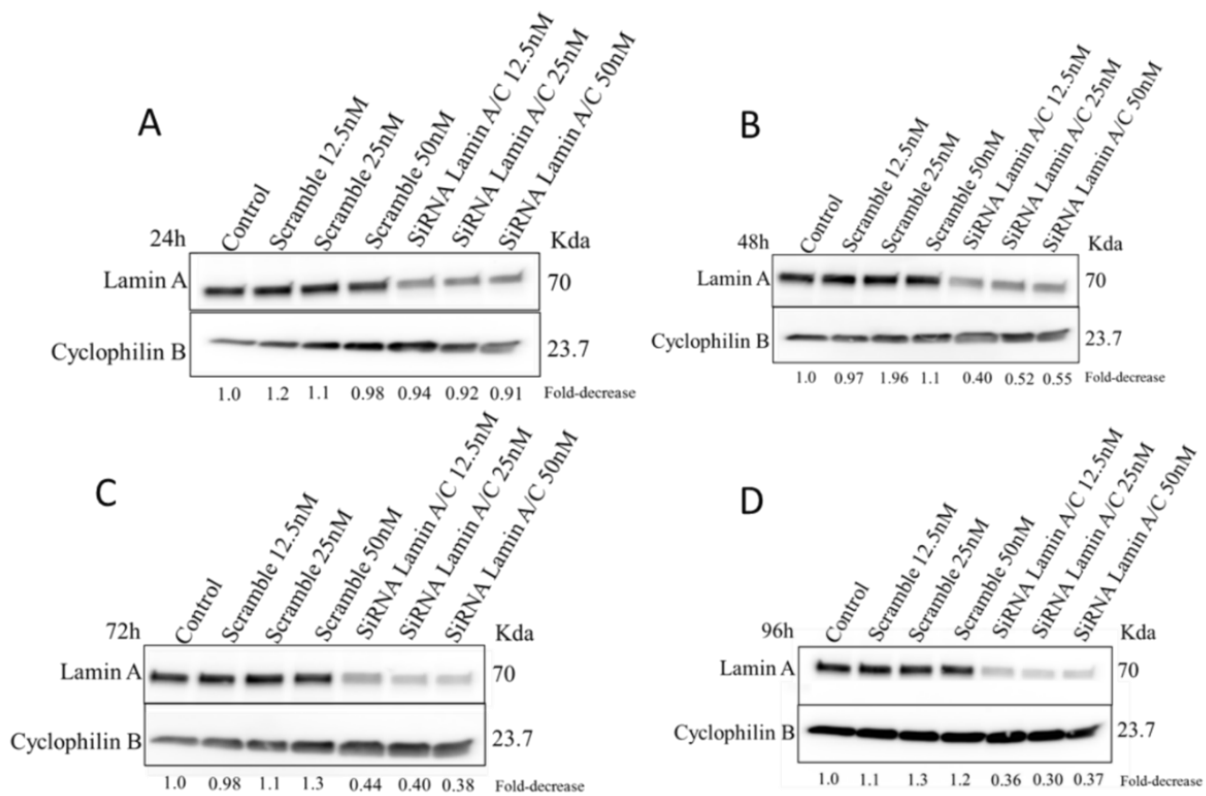 A
Control
Scramble 12.5nM
Scramble 25nM
Scramble 50nM
SiRNA Lamin A/C 12.5nM
SiRNA Lamin A/C 25nM
SiRNA Lamin A/C 50nM
24h
Kda
Lamin A 70
Cyclophilin B 23.7
1.0 1.2 1.1 0.98 0.94 0.92 0.91 Fold-decrease
B
Control
Scramble 12.5nM
Scramble 25nM
Scramble 50nM
SiRNA Lamin A/C 12.5nM
SiRNA Lamin A/C 25nM
SiRNA Lamin A/C 50nM
48h
Kda
Lamin A 70
Cyclophilin B 23.7
1.0 0.97 1.96 1.1 0.40 0.52 0.55 Fold-decrease
C
Control
Scramble 12.5nM
Scramble 25nM
Scramble 50nM
SiRNA Lamin A/C 12.5nM
SiRNA Lamin A/C 25nM
SiRNA Lamin A/C 50nM
72h
Kda
Lamin A 70
Cyclophilin B 23.7
1.0 0.98 1.1 1.3 0.44 0.40 0.38 Fold-decrease
D
Control
Scramble 12.5nM
Scramble 25nM
Scramble 50nM
SiRNA Lamin A/C 12.5nM
SiRNA Lamin A/C 25nM
SiRNA Lamin A/C 50nM
96h
Kda
Lamin A 70
Cyclophilin B 23.7
1.0 1.1 1.3 1.2 0.36 0.30 0.37 Fold-decrease